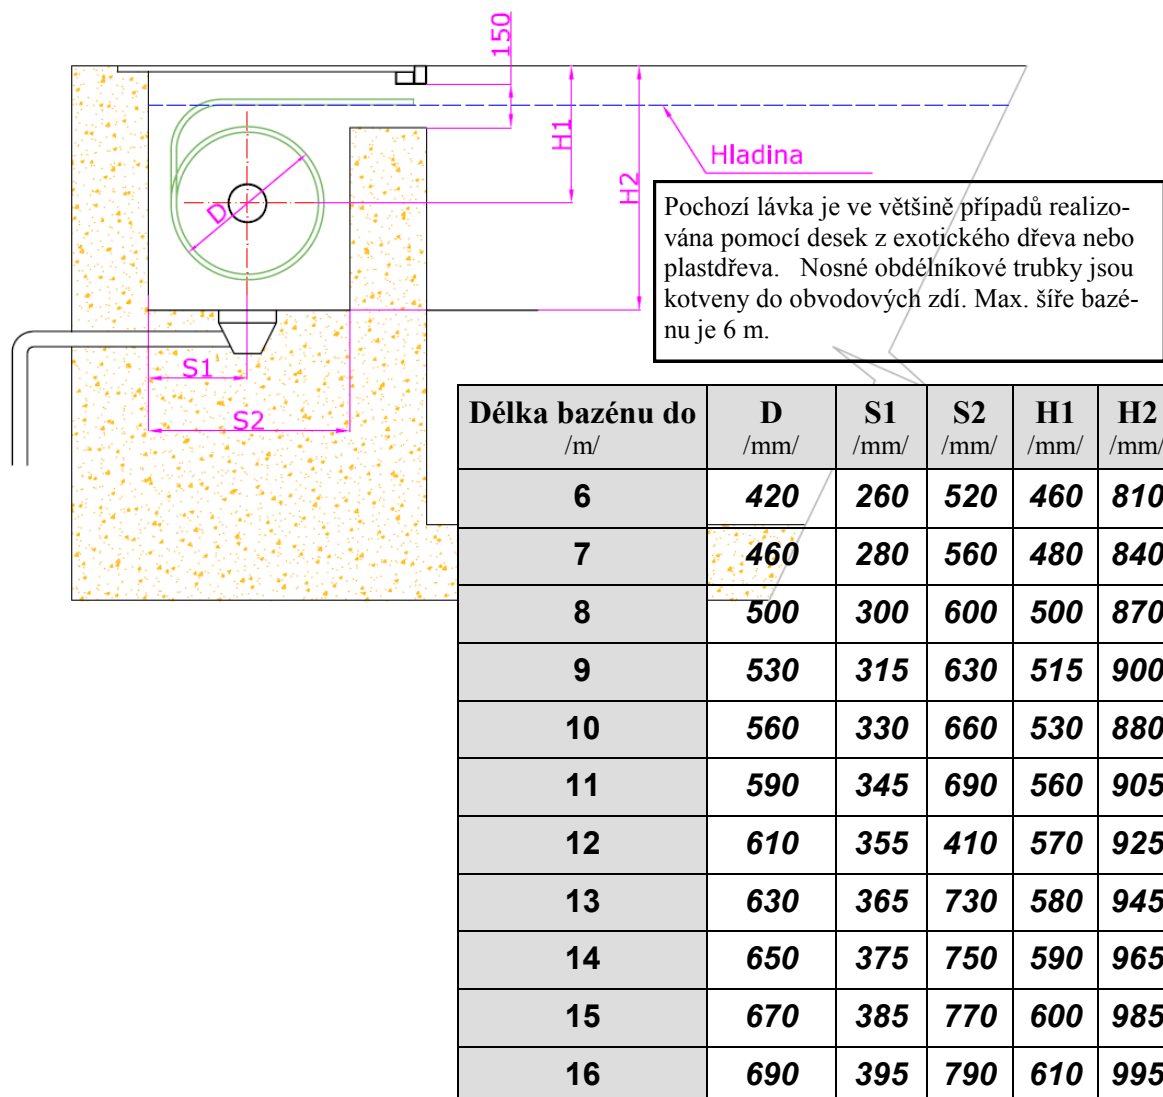 150
H1
H2
Hladina
D
S1
S2
Pochozí lávka je ve většině případů realizo-
vána pomocí desek z exotického dřeva nebo
plastdřeva. Nosné obdélníkové trubky jsou
kotveny do obvodových zdí. Max. šíře bazé-
nu je 6 m.
Délka bazénu do D S1 S2 H1 H2
/m/ /mm/ /mm/ /mm/ /mm/ /mm/
6 420 260 520 460 810
7 460 280 560 480 840
8 500 300 600 500 870
9 530 315 630 515 900
10 560 330 660 530 880
11 590 345 690 560 905
12 610 355 410 570 925
13 630 365 730 580 945
14 650 375 750 590 965
15 670 385 770 600 985
16 690 395 790 610 995